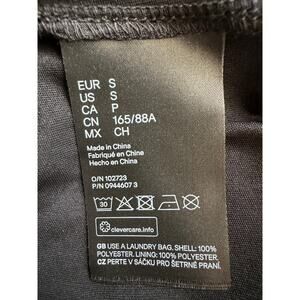 EUR S
US S
CA P
CN 165/88A
MX CH
Made in China
Fabriqué en Chine
Hecho en China
O/N 102723
P/N 0944607 3
30
clevercare.info
GB USE A LAUNDRY BAG. SHELL: 100%
POLYESTER. LINING: 100% POLYESTER.
CZ PERTE V SÁČKU PRO ŠETRNÉ PRANÍ.